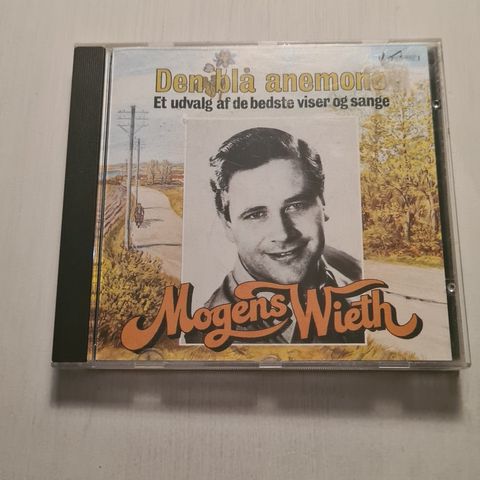 Den blå anemone
Et udvalg af de bedste viser og sange
Mogens Wieth